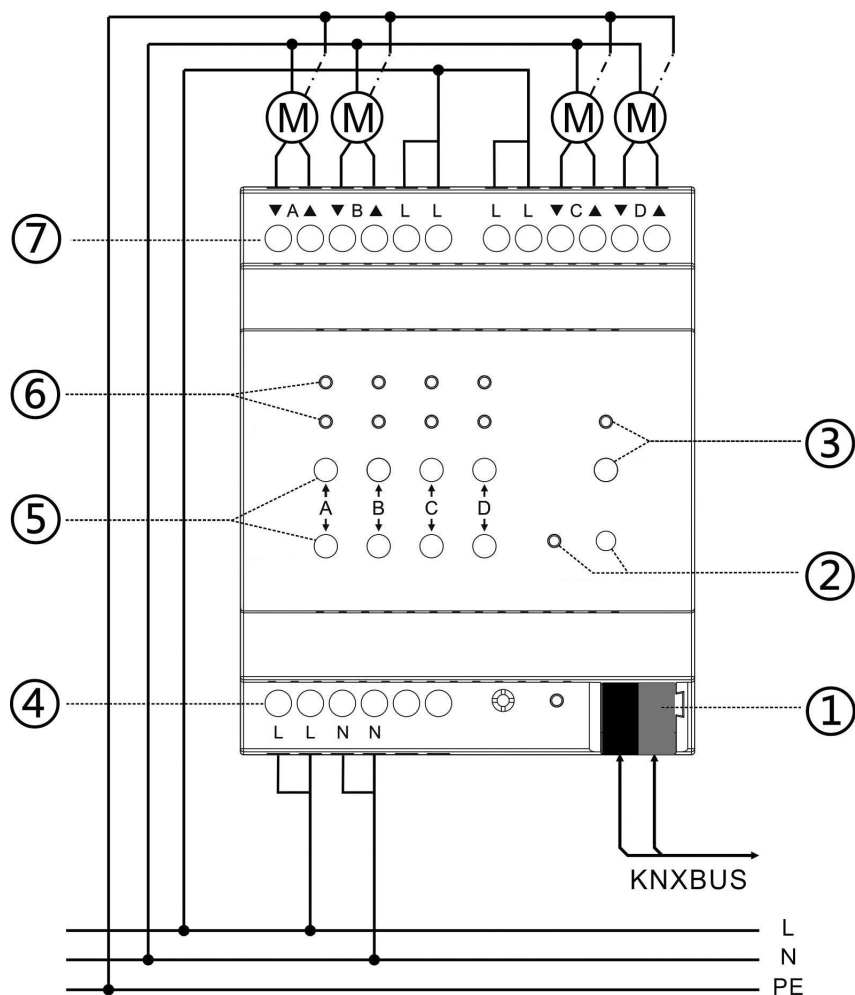 M M M M
▼ A ▲ ▼ B ▲ L L L L ▼ C ▲ ▼ D ▲
⑦
⑥
③
⑤ A B C D
②
④ ①
L L N N
KNXBUS
L
N
PE